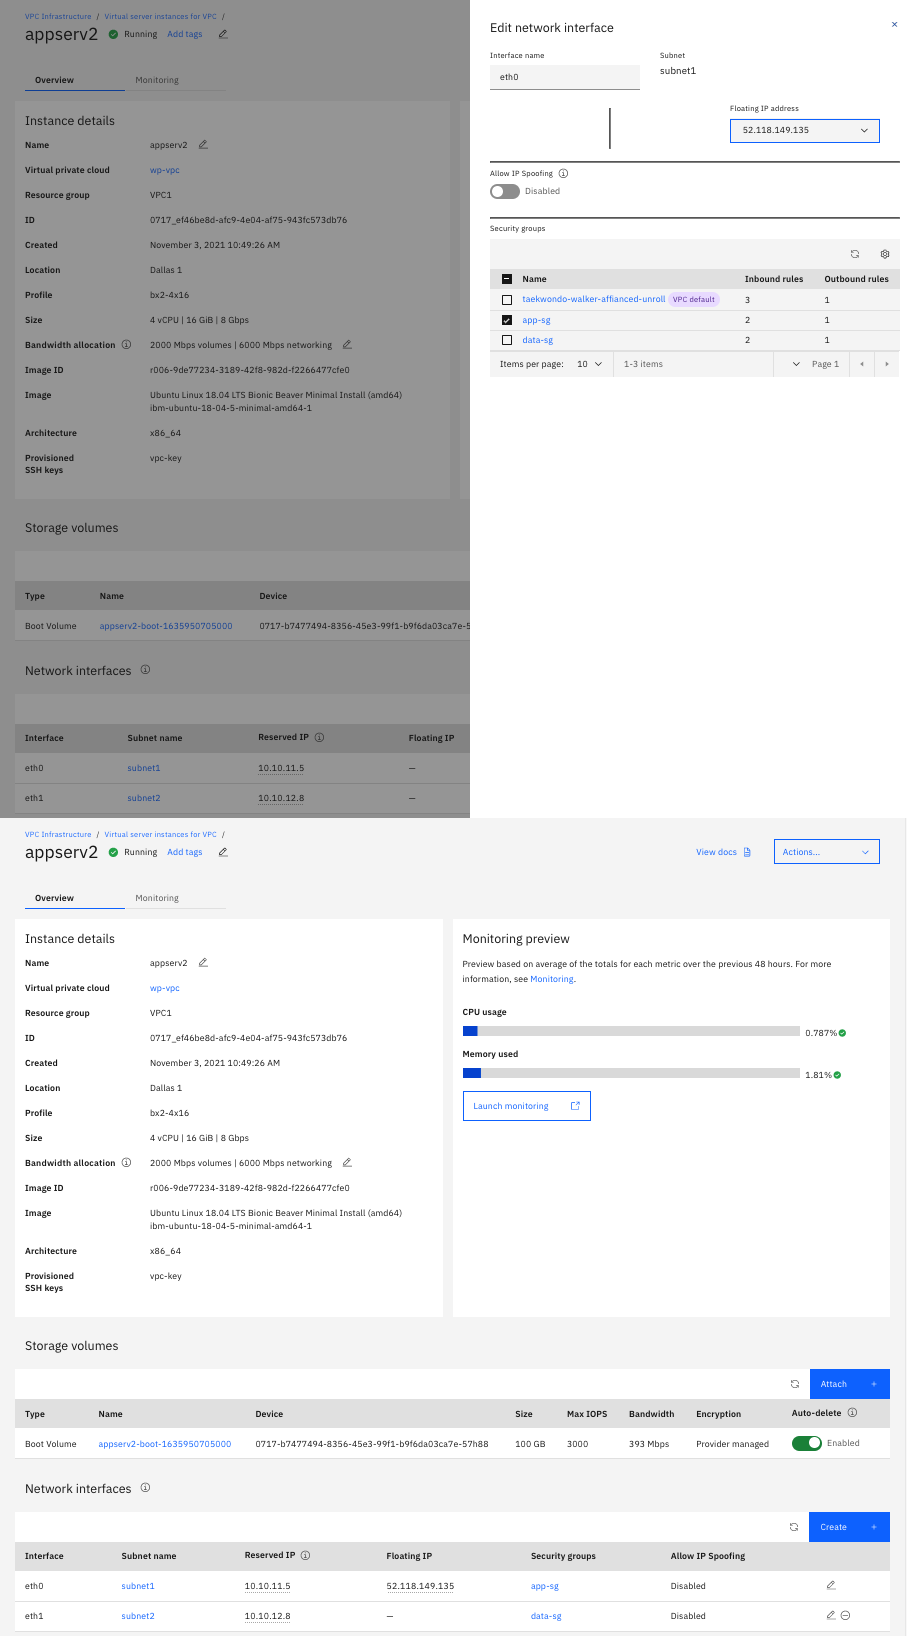 VPC Infrastructure / Virtual server instances for VPC /
appserv2 Running Add tags
Overview Monitoring
Instance details
Name appserv2
Virtual private cloud wp-vpc
Resource group VPC1
ID 0717_ef46be8d-afc9-4e04-af75-943fc573db76
Created November 3, 2021 10:49:26 AM
Location Dallas 1
Profile bx2-4x16
Size 4 vCPU | 16 GiB | 8 Gbps
Bandwidth allocation 2000 Mbps volumes | 6000 Mbps networking
Image ID r006-9de77234-3189-42f8-982d-f2266477cfe0
Image Ubuntu Linux 18.04 LTS Bionic Beaver Minimal Install (amd64)
ibm-ubuntu-18-04-5-minimal-amd64-1
Architecture x86_64
Provisioned vpc-key
SSH keys
Storage volumes
Type Name Device
Boot Volume appserv2-boot-1635950705000 0717-b7477494-8356-45e3-99f1-b9f6da03ca7e-5
Network interfaces
Interface Subnet name Reserved IP Floating IP
eth0 subnet1 10.10.11.5 —
eth1 subnet2 10.10.12.8 —
Edit network interface
Interface name Subnet
eth0 subnet1
Floating IP address
52.118.149.135
Allow IP Spoofing
Disabled
Security groups
Name Inbound rules Outbound rules
taekwondo-walker-affianced-unroll VPC default 3 1
app-sg 2 1
data-sg 2 1
Items per page: 10 1-3 items Page 1
VPC Infrastructure / Virtual server instances for VPC /
appserv2 Running Add tags View docs Actions...
Overview Monitoring
Instance details
Name appserv2
Virtual private cloud wp-vpc
Resource group VPC1
ID 0717_ef46be8d-afc9-4e04-af75-943fc573db76
Created November 3, 2021 10:49:26 AM
Location Dallas 1
Profile bx2-4x16
Size 4 vCPU | 16 GiB | 8 Gbps
Bandwidth allocation 2000 Mbps volumes | 6000 Mbps networking
Image ID r006-9de77234-3189-42f8-982d-f2266477cfe0
Image Ubuntu Linux 18.04 LTS Bionic Beaver Minimal Install (amd64)
ibm-ubuntu-18-04-5-minimal-amd64-1
Architecture x86_64
Provisioned vpc-key
SSH keys
Monitoring preview
Preview based on average of the totals for each metric over the previous 48 hours. For more
information, see Monitoring.
CPU usage
0.787%
Memory used
1.81%
Launch monitoring
Storage volumes
Attach +
Type Name Device Size Max IOPS Bandwidth Encryption Auto-delete
Boot Volume appserv2-boot-1635950705000 0717-b7477494-8356-45e3-99f1-b9f6da03ca7e-57h88 100 GB 3000 393 Mbps Provider managed Enabled
Network interfaces
Create +
Interface Subnet name Reserved IP Floating IP Security groups Allow IP Spoofing
eth0 subnet1 10.10.11.5 52.118.149.135 app-sg Disabled
eth1 subnet2 10.10.12.8 — data-sg Disabled